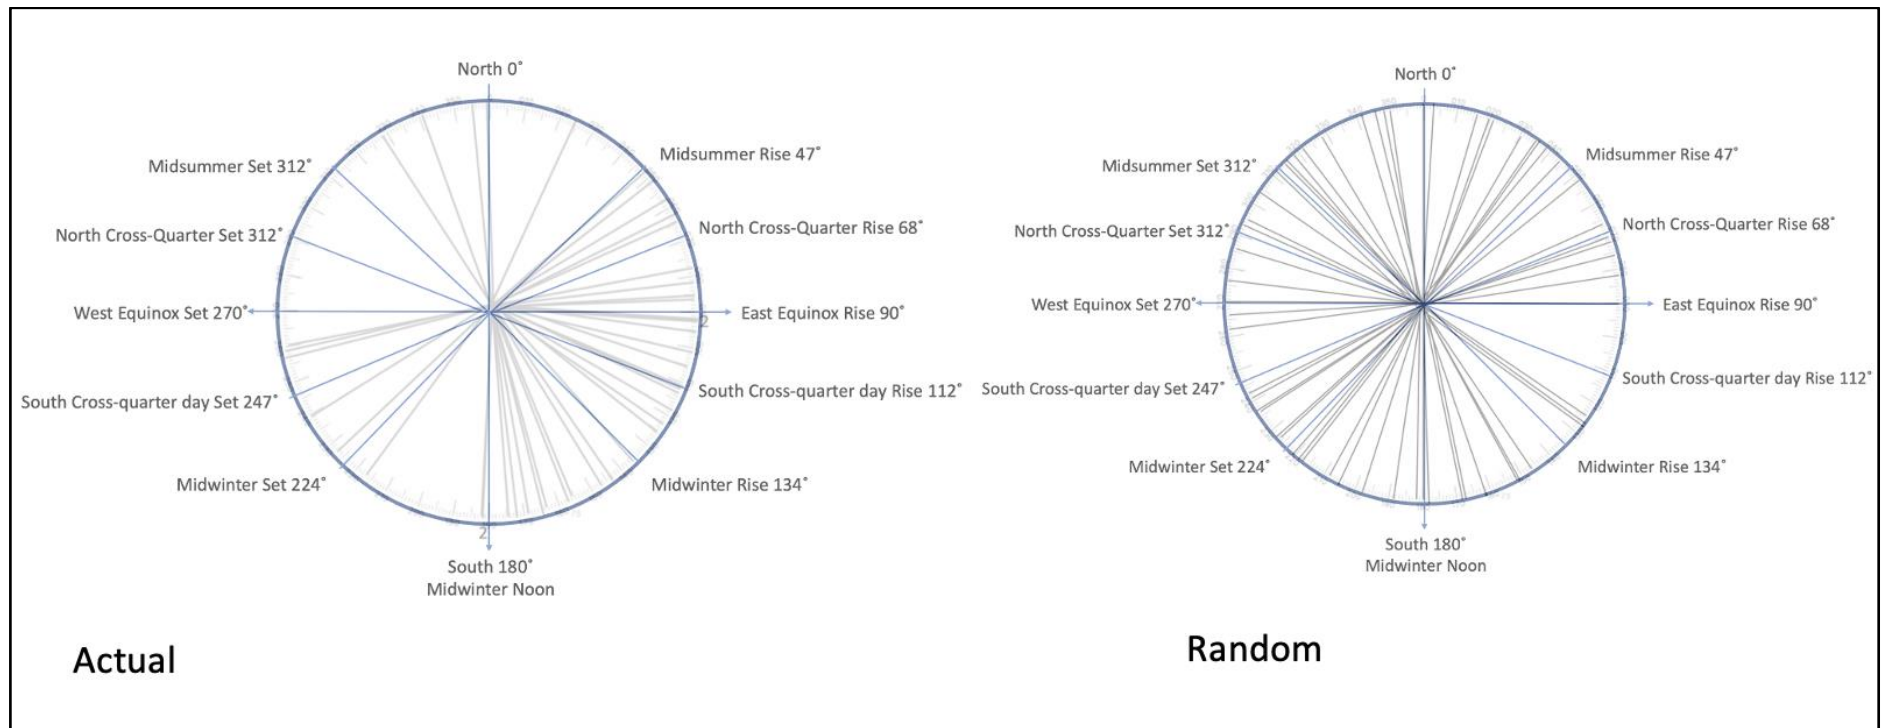 North 0˚
Midsummer Set 312˚
Midsummer Rise 47˚
North Cross-Quarter Set 312˚
North Cross-Quarter Rise 68˚
West Equinox Set 270˚
East Equinox Rise 90˚
2
South Cross-quarter day Set 247˚
South Cross-quarter day Rise 112˚
Midwinter Set 224˚
Midwinter Rise 134˚
2
South 180˚
Midwinter Noon
Actual
North 0˚
Midsummer Set 312˚
Midsummer Rise 47˚
North Cross-Quarter Set 312˚
North Cross-Quarter Rise 68˚
West Equinox Set 270˚
East Equinox Rise 90˚
South Cross-quarter day Set 247˚
South Cross-quarter day Rise 112˚
Midwinter Set 224˚
Midwinter Rise 134˚
South 180˚
Midwinter Noon
Random